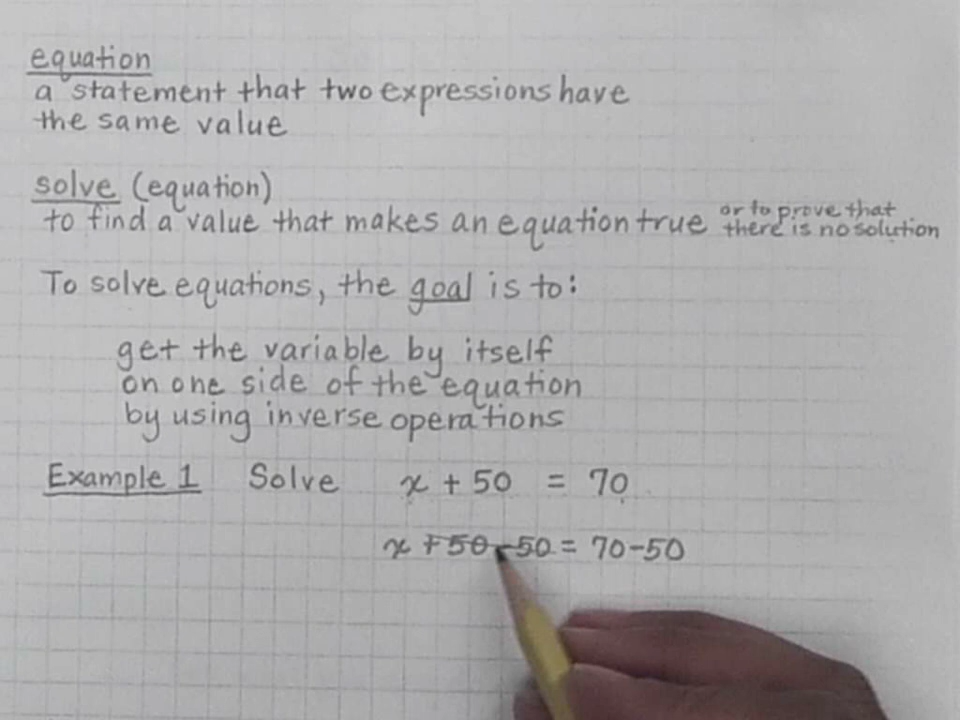 equation
a statement that two expressions have
the same value
solve (equation)
to find a value that makes an equation true or to prove that
there is no solution
To solve equations, the goal is to:
get the variable by itself
on one side of the equation
by using inverse operations
Example 1 Solve x + 50 = 70
x + 50 - 50 = 70 - 50